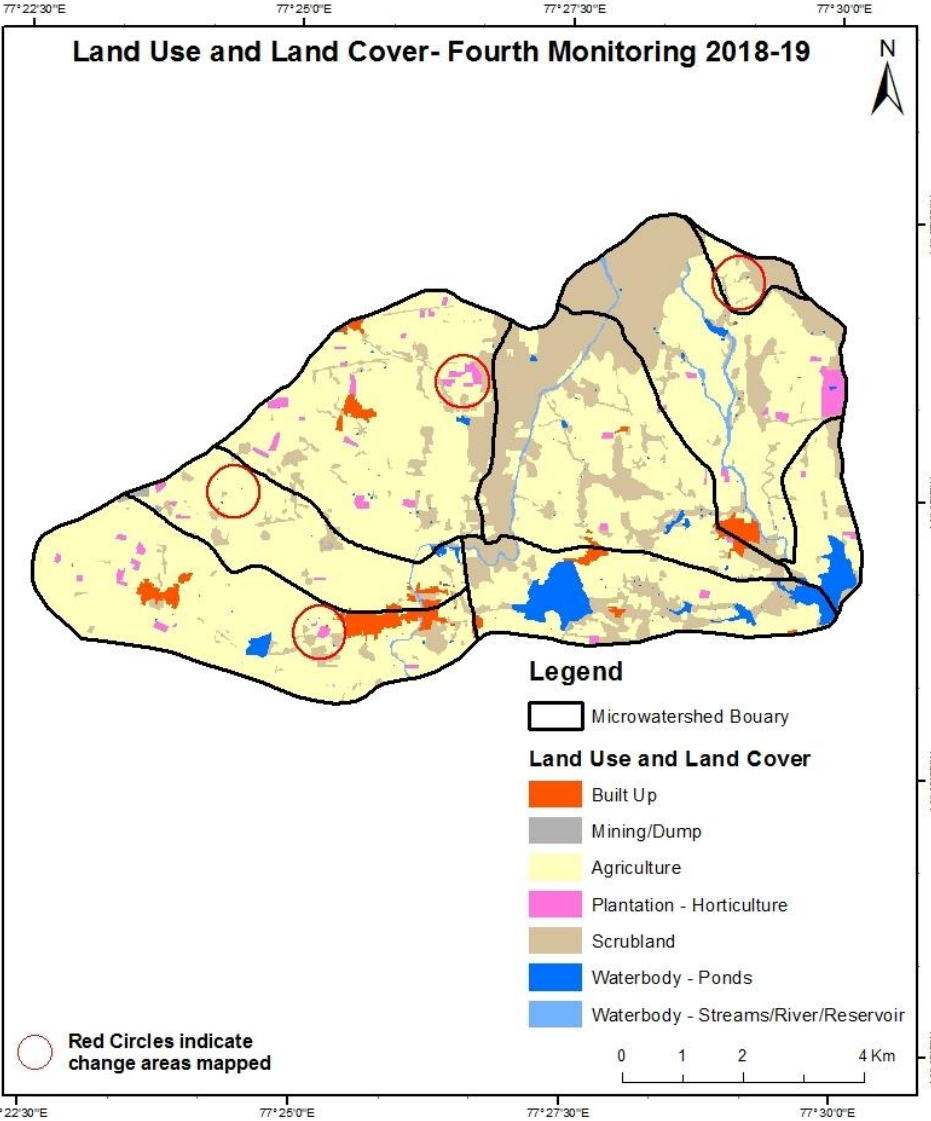 77°22'30"E 77°25'0"E 77°27'30"E 77°30'0"E
Land Use and Land Cover- Fourth Monitoring 2018-19
N
Legend
Microwatershed Bouary
Land Use and Land Cover
Built Up
Mining/Dump
Agriculture
Plantation - Horticulture
Scrubland
Waterbody - Ponds
Waterbody - Streams/River/Reservoir
Red Circles indicate
change areas mapped
0 1 2 4 Km
°22'30"E 77°25'0"E 77°27'30"E 77°30'0"E